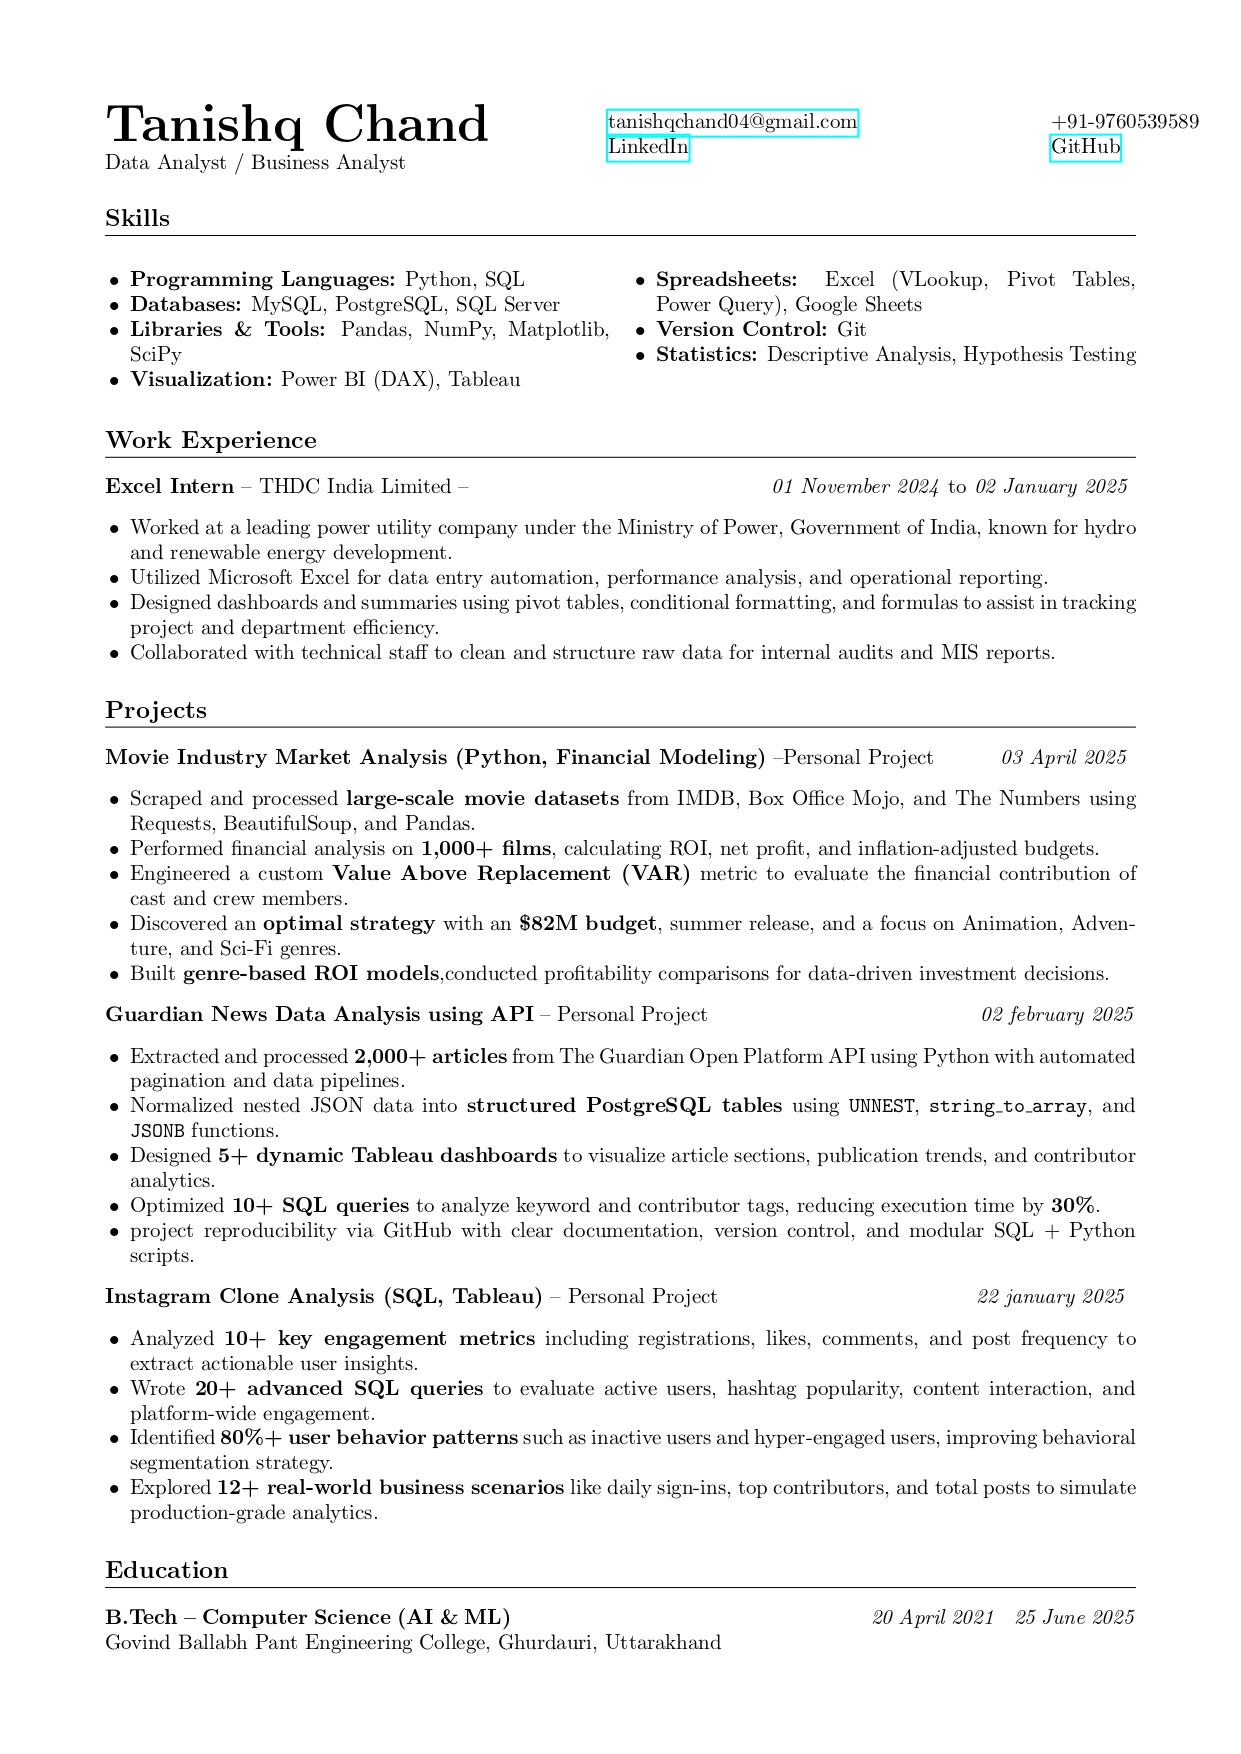 Tanishq Chand
Data Analyst / Business Analyst
tanishqchand04@gmail.com
LinkedIn
+91-9760539589
GitHub
Skills
• Programming Languages: Python, SQL
• Databases: MySQL, PostgreSQL, SQL Server
• Libraries & Tools: Pandas, NumPy, Matplotlib,
SciPy
• Visualization: Power BI (DAX), Tableau
• Spreadsheets: Excel (VLookup, Pivot Tables,
Power Query), Google Sheets
• Version Control: Git
• Statistics: Descriptive Analysis, Hypothesis Testing
Work Experience
Excel Intern – THDC India Limited – 01 November 2024 to 02 January 2025
• Worked at a leading power utility company under the Ministry of Power, Government of India, known for hydro
and renewable energy development.
• Utilized Microsoft Excel for data entry automation, performance analysis, and operational reporting.
• Designed dashboards and summaries using pivot tables, conditional formatting, and formulas to assist in tracking
project and department efficiency.
• Collaborated with technical staff to clean and structure raw data for internal audits and MIS reports.
Projects
Movie Industry Market Analysis (Python, Financial Modeling) –Personal Project 03 April 2025
• Scraped and processed large-scale movie datasets from IMDB, Box Office Mojo, and The Numbers using
Requests, BeautifulSoup, and Pandas.
• Performed financial analysis on 1,000+ films, calculating ROI, net profit, and inflation-adjusted budgets.
• Engineered a custom Value Above Replacement (VAR) metric to evaluate the financial contribution of
cast and crew members.
• Discovered an optimal strategy with an $82M budget, summer release, and a focus on Animation, Adven-
ture, and Sci-Fi genres.
• Built genre-based ROI models,conducted profitability comparisons for data-driven investment decisions.
Guardian News Data Analysis using API – Personal Project 02 february 2025
• Extracted and processed 2,000+ articles from The Guardian Open Platform API using Python with automated
pagination and data pipelines.
• Normalized nested JSON data into structured PostgreSQL tables using UNNEST, string_to_array, and
JSONB functions.
• Designed 5+ dynamic Tableau dashboards to visualize article sections, publication trends, and contributor
analytics.
• Optimized 10+ SQL queries to analyze keyword and contributor tags, reducing execution time by 30%.
• project reproducibility via GitHub with clear documentation, version control, and modular SQL + Python
scripts.
Instagram Clone Analysis (SQL, Tableau) – Personal Project 22 january 2025
• Analyzed 10+ key engagement metrics including registrations, likes, comments, and post frequency to
extract actionable user insights.
• Wrote 20+ advanced SQL queries to evaluate active users, hashtag popularity, content interaction, and
platform-wide engagement.
• Identified 80%+ user behavior patterns such as inactive users and hyper-engaged users, improving behavioral
segmentation strategy.
• Explored 12+ real-world business scenarios like daily sign-ins, top contributors, and total posts to simulate
production-grade analytics.
Education
B.Tech – Computer Science (AI & ML) 20 April 2021 25 June 2025
Govind Ballabh Pant Engineering College, Ghurdauri, Uttarakhand